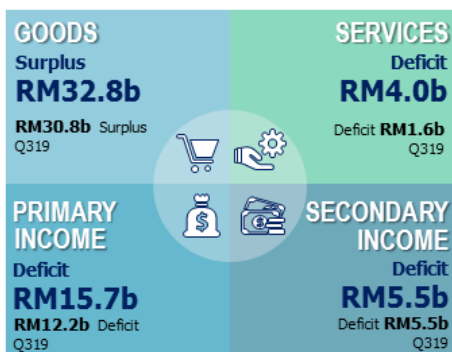 GOODS
Surplus
RM32.8b
RM30.8b Surplus
Q319
SERVICES
Deficit
RM4.0b
Deficit RM1.6b
Q319
PRIMARY
INCOME
Deficit
RM15.7b
RM12.2b Deficit
Q319
SECONDARY
INCOME
Deficit
RM5.5b
Deficit RM5.5b
Q319